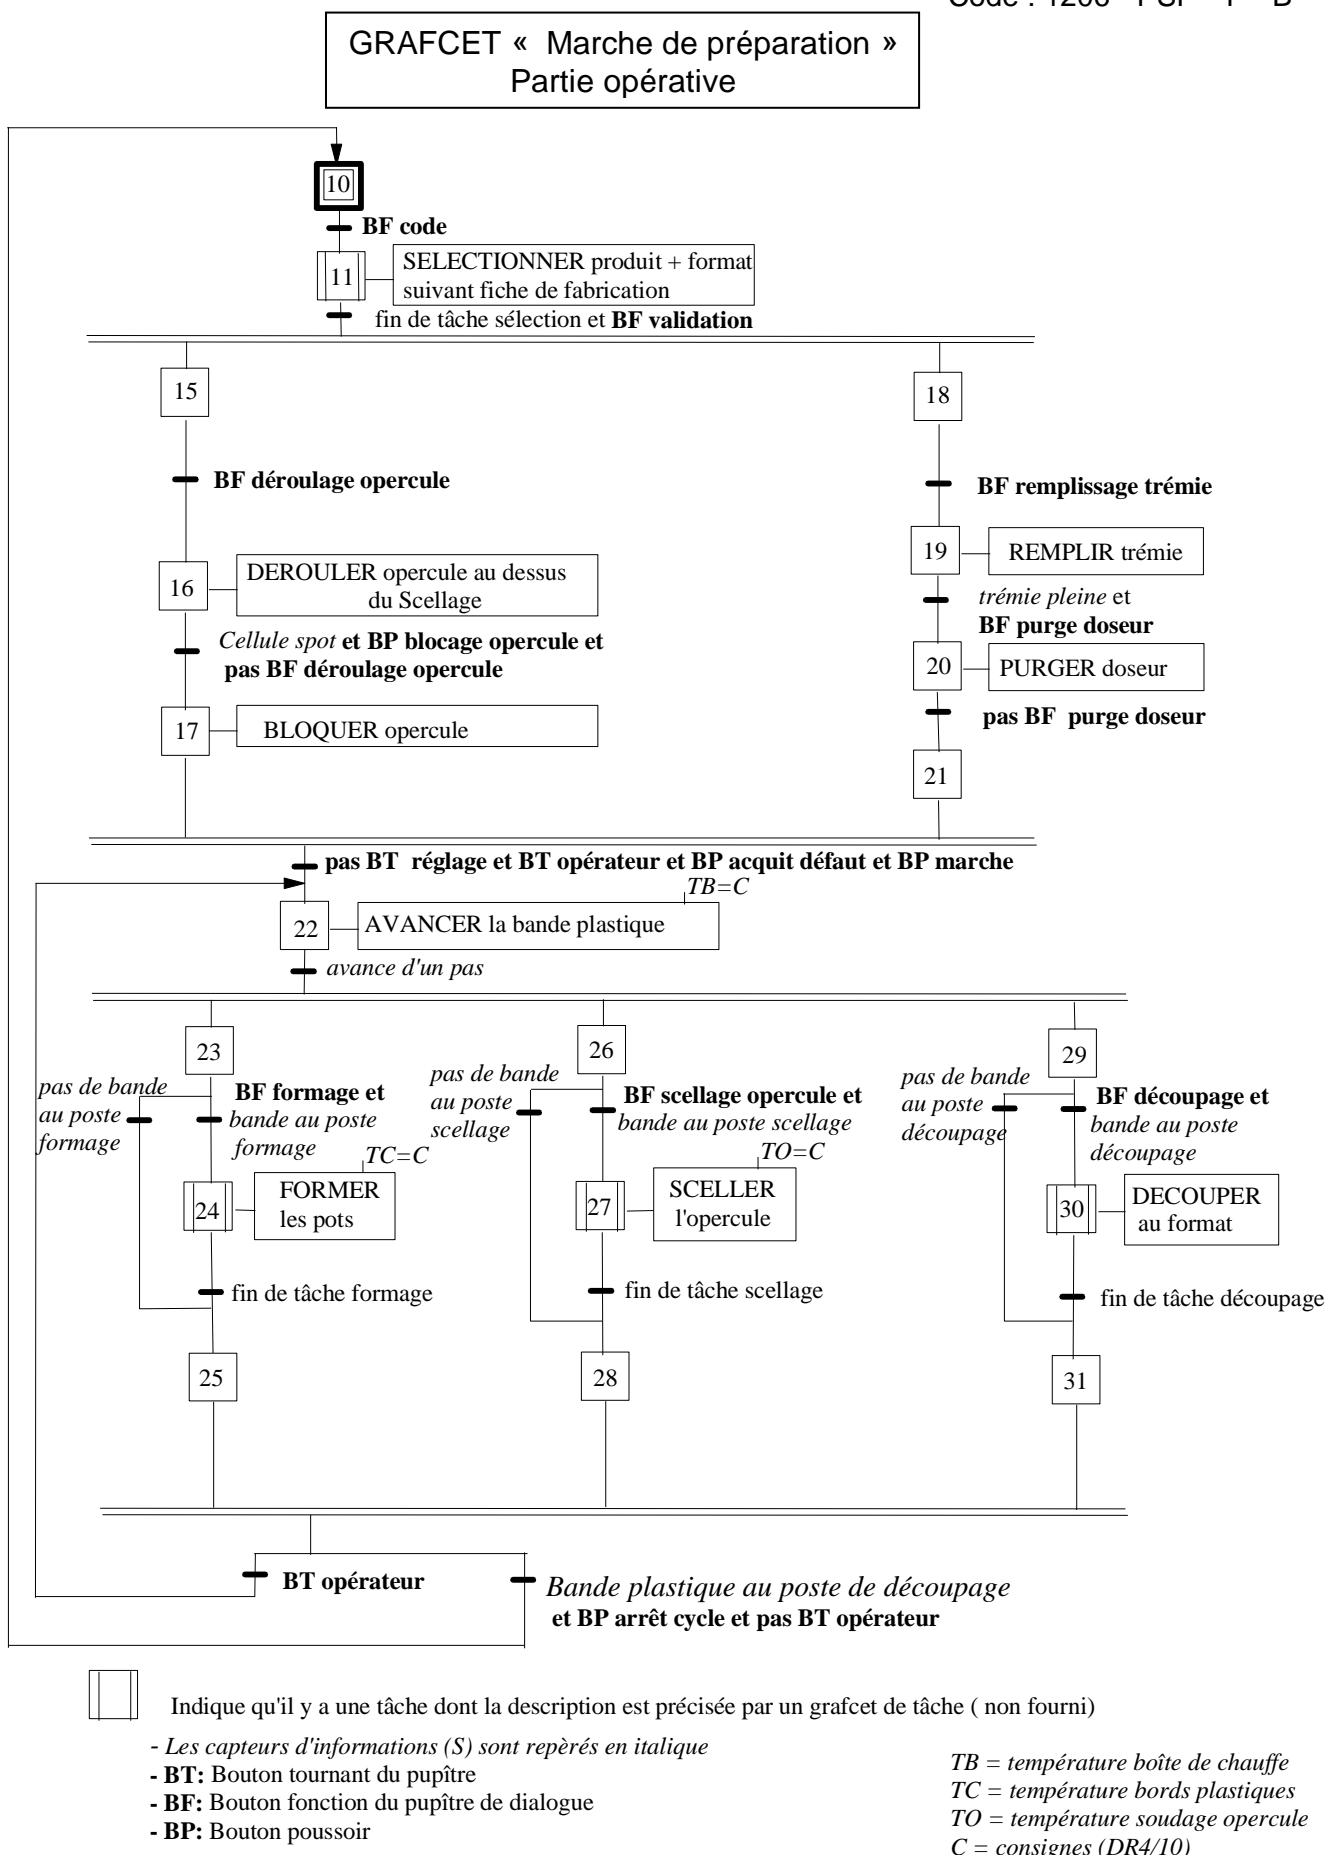 GRAFCET « Marche de préparation »
Partie opérative
10
BF code
11
SELECTIONNER produit + format
suivant fiche de fabrication
fin de tâche sélection et BF validation
15
18
BF déroulage opercule
BF remplissage trémie
19
REMPLIR trémie
16
DEROULER opercule au dessus
du Scellage
trémie pleine et
BF purge doseur
Cellule spot et BP blocage opercule et
pas BF déroulage opercule
20
PURGER doseur
17
BLOQUER opercule
pas BF purge doseur
21
pas BT réglage et BT opérateur et BP acquit défaut et BP marche
TB=C
22
AVANCER la bande plastique
avance d'un pas
23
26
29
pas de bande
au poste
formage
BF formage et
bande au poste
formage
pas de bande
au poste
scellage
BF scellage opercule et
bande au poste scellage
pas de bande
au poste
découpage
BF découpage et
bande au poste
découpage
TC=C
TO=C
24
FORMER
les pots
27
SCELLER
l'opercule
30
DECOUPER
au format
fin de tâche formage
fin de tâche scellage
fin de tâche découpage
25
28
31
BT opérateur
Bande plastique au poste de découpage
et BP arrêt cycle et pas BT opérateur
Indique qu'il y a une tâche dont la description est précisée par un grafcet de tâche ( non fourni)
- Les capteurs d'informations (S) sont repèrés en italique
- BT: Bouton tournant du pupître
- BF: Bouton fonction du pupître de dialogue
- BP: Bouton poussoir
TB = température boîte de chauffe
TC = température bords plastiques
TO = température soudage opercule
C = consignes (DR4/10)